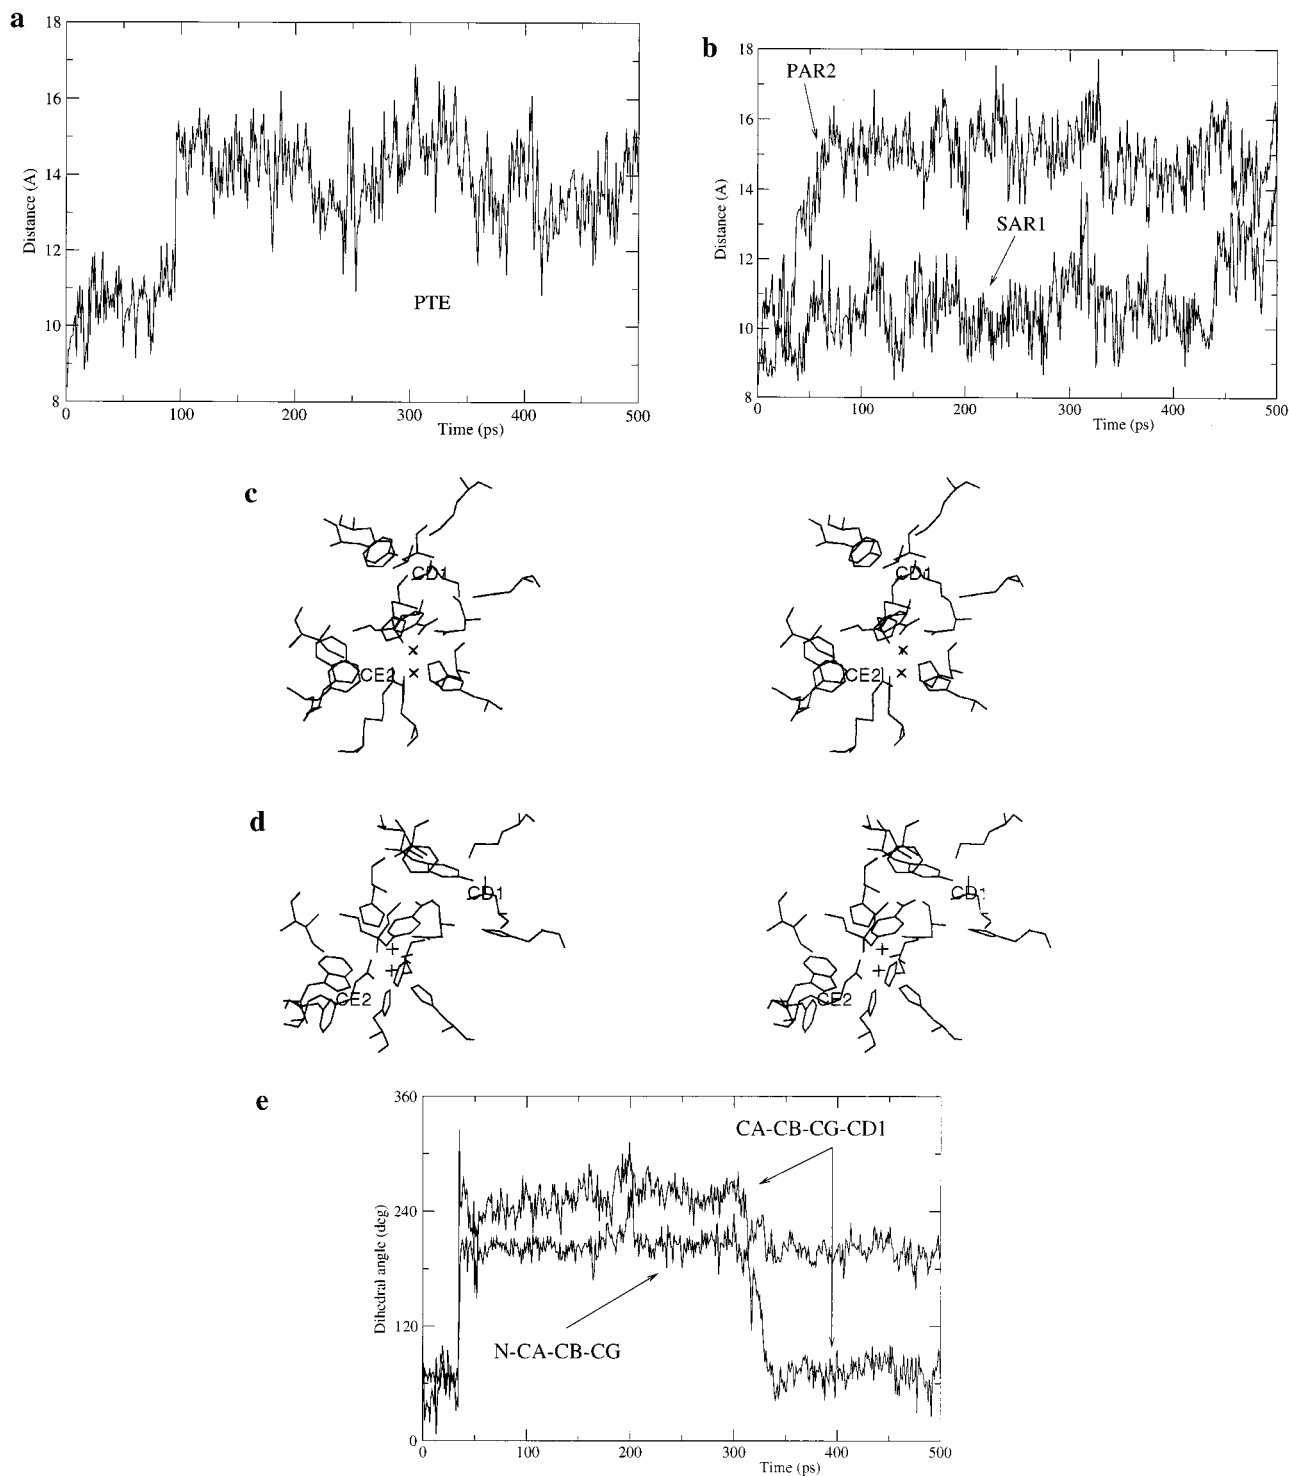 a
18
16
14
12
10
8
Distance (A)
PTE
0 100 200 300 400 500
Time (ps)
b
18
16
14
12
10
8
Distance (A)
PAR2
SAR1
0 100 200 300 400 500
Time (ps)
c
CD1 CD1
CE2 CE2
d
CD1 CD1
CE2 CE2
e
360
240
120
0
Dihedral angle (deg)
CA-CB-CG-CD1
N-CA-CB-CG
0 100 200 300 400 500
Time (ps)